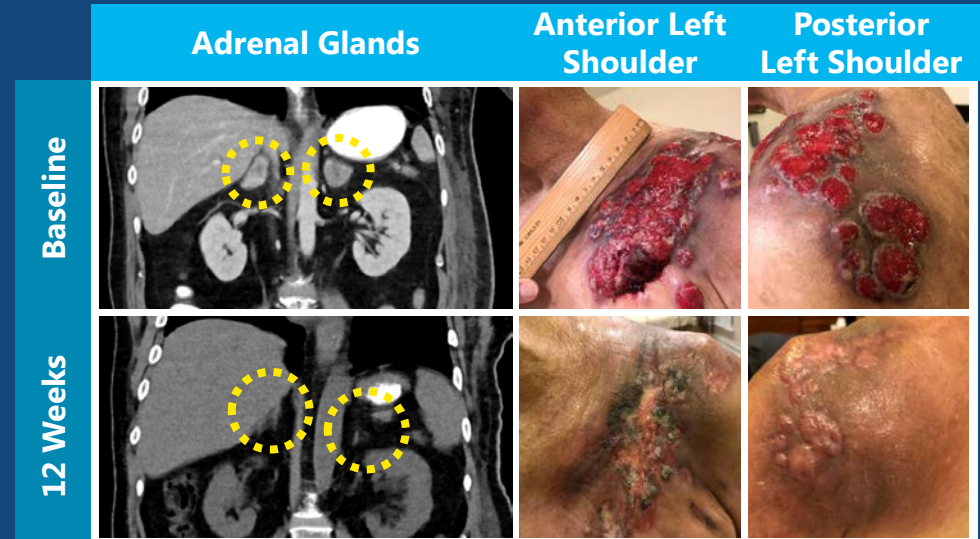 Adrenal Glands
Anterior Left
Shoulder
Posterior
Left Shoulder
Baseline
12 Weeks